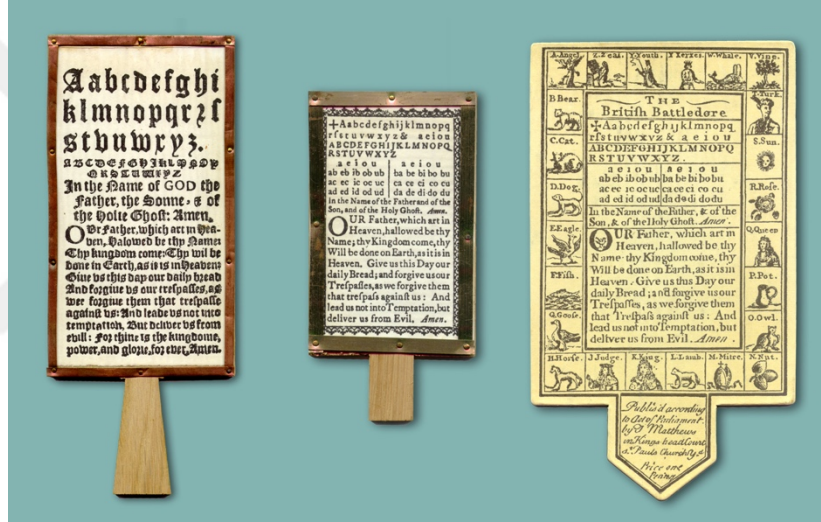 Aabcdefghi
klmnopqrꝛſ
stvuwxyz.
ABCDEFGHIJKLMNOP
QRSTUWXYZ
In the Name of GOD the
Father, the Sonne, & of
the Holie Ghost: Amen.
OUr Father, which art in Hea-
ven, Halowed be thy Name:
Thy kingdom come: Thy wil be
done in Earth, as it is in Heaven:
Giue vs this day our daily bread
And forgiue vs our trespasses, as
wee forgiue them that trespasse
against vs: And leade vs not into
temptation, But deliver vs from
evill: For thine is the kingdome,
power, and glorie, for ever, Amen.
+Aabcdefghijklmnopq
rſstuvwxyz& aeiou
ABCDEFGHIJKLMNOPQ
RSTUVWXYZ
a e i o u | a e i o u
ab eb ib ob ub | ba be bi bo bu
ac ec ic oc uc | ca ce ci co cu
ad ed id od ud | da de di do du
In the Name of the Father and of the
Son, and of the Holy Ghost. Amen.
OUR Father, which art in
Heaven, hallowed be thy
Name; thy Kingdom come, thy
Will be done on Earth, as it is in
Heaven. Give us this Day our
daily Bread; and forgive us our
Treſpaſſes, as we forgive them
that treſpaſs againſt us: And
lead us not into Temptation, but
deliver us from Evil. Amen.
A.Angel. Z.Zeal. Y.Youth. X Xerxes. W.Whale. V.Vine.
B.Bear.
C.Cat.
D.Dog.
E.Eagle.
F.Fish.
G.Goose.
H.Horse. J.Judge. K.King. L.Lamb. M.Mitre. N.Nut.
T.Turk.
S.Sun.
R.Rose.
Q.Queen
P.Pot.
O.Owl.
THE
British Battledore
+Aabcdefghijklmnopq
rſstuvwxyz& aeiou
ABCDEFGHIJKLMNOPQ
RSTUVWXYZ.
a e i o u | a e i o u
ab eb ib ob ub | ba be bi bo bu
ac ec ic oc uc | ca ce ci co cu
ad ed id od ud | da de di do du
In the Name of the Father, & of the
Son, & of the Holy Ghost. Amen.
OUR Father, which art in
Heaven, hallowed be thy
Name thy Kingdom come, thy
Will be done on Earth, as it is in
Heaven. Give us this Day our
daily Bread; and forgive us our
Treſpaſſes, as we forgive them
that Treſpaſs againſt us: And
lead us not into Temptation, but
deliver us from Evil. Amen
Publis'd according
to Act of Parliament,
by Matthews
in Kings head Court
St Pauls Churchyd
Price one